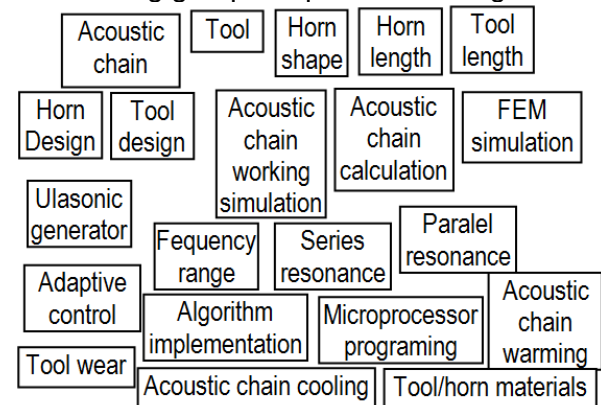 Acoustic
chain
Tool
Horn
shape
Horn
length
Tool
length
Horn
Design
Tool
design
Acoustic
chain
working
simulation
Acoustic
chain
calculation
FEM
simulation
Ulasonic
generator
Fequency
range
Series
resonance
Paralel
resonance
Adaptive
control
Algorithm
implementation
Microprocessor
programing
Acoustic
chain
warming
Tool wear
Acoustic chain cooling
Tool/horn materials